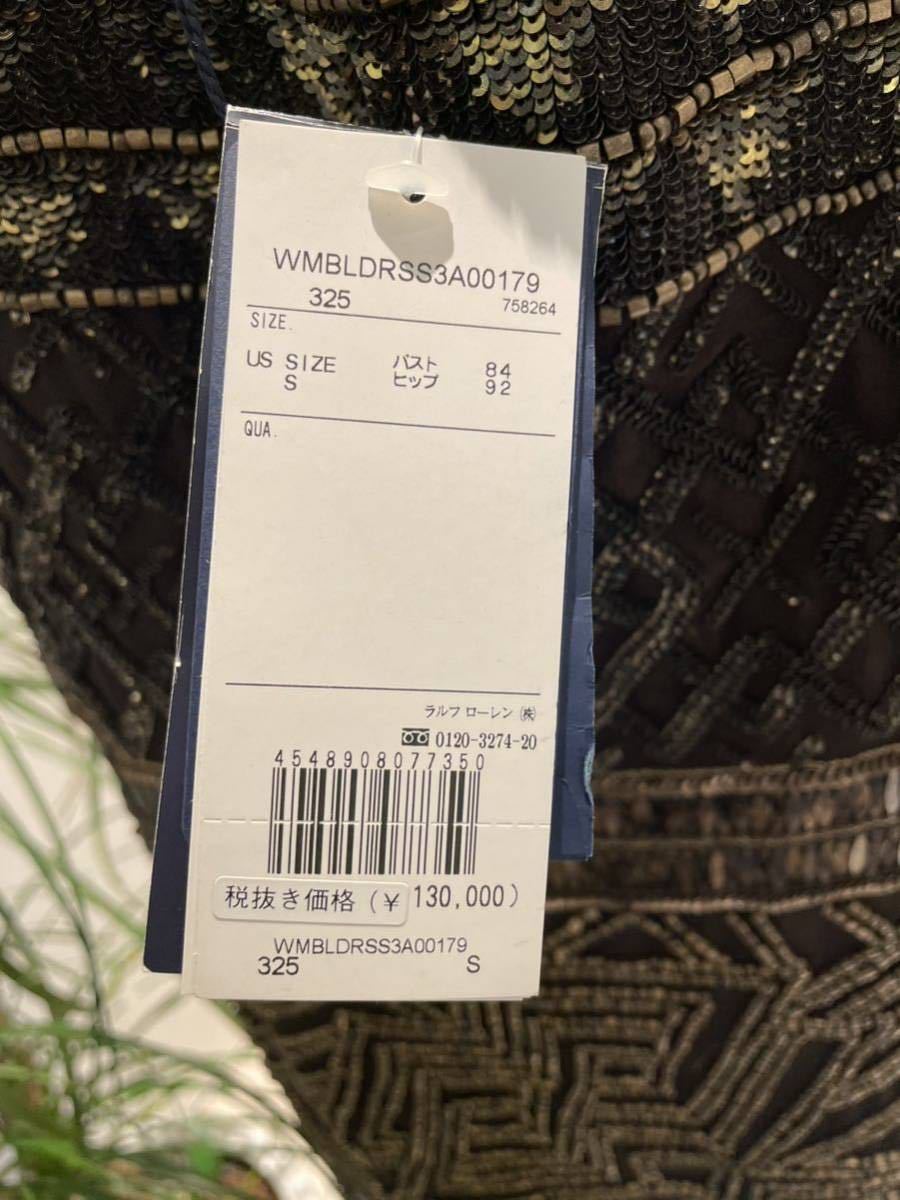 WMBLDRSS3A00179
325 758264
SIZE.
US SIZE バスト 84
S ヒップ 92
QUA.
ラルフ ローレン ㈱
0120-3274-20
4548908077350
税抜き価格 (¥ 130,000)
WMBLDRSS3A00179
325 S